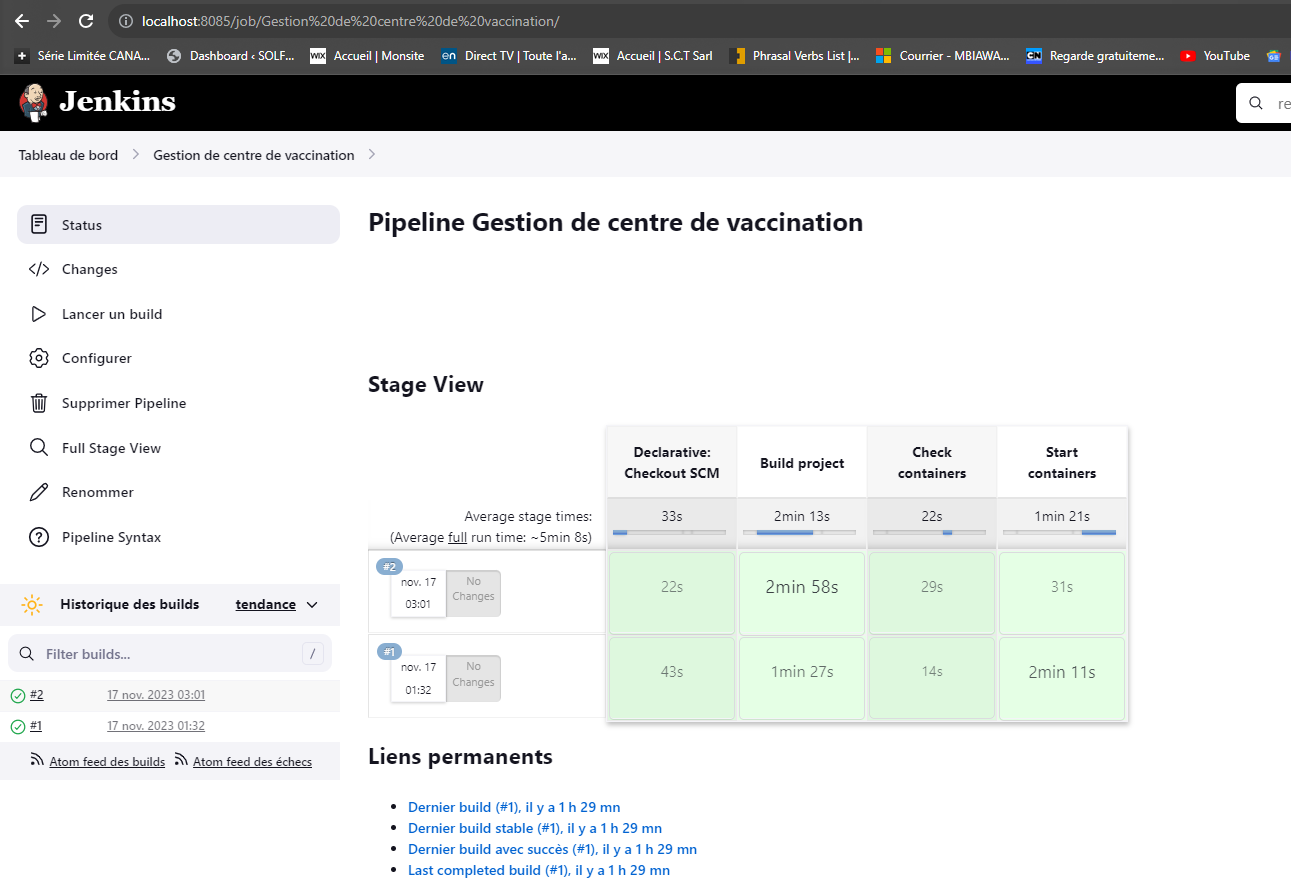 localhost:8085/job/Gestion%20de%20centre%20de%20vaccination/
Série Limitée CANA... Dashboard ‹ SOLF... WIX Accueil | Monsite en Direct TV | Toute l'a... WIX Accueil | S.C.T Sarl Phrasal Verbs List |... Courrier - MBIAWA... CN Regarde gratuiteme... YouTube
Jenkins
re
Tableau de bord Gestion de centre de vaccination
Status
Changes
Lancer un build
Configurer
Supprimer Pipeline
Full Stage View
Renommer
Pipeline Syntax
Historique des builds tendance
Filter builds... /
#2 17 nov. 2023 03:01
#1 17 nov. 2023 01:32
Atom feed des builds Atom feed des échecs
Pipeline Gestion de centre de vaccination
Stage View
Declarative: Checkout SCM Build project Check containers Start containers
Average stage times: 33s 2min 13s 22s 1min 21s
(Average full run time: ~5min 8s)
#2
nov. 17 No Changes
03:01
22s 2min 58s 29s 31s
#1
nov. 17 No Changes
01:32
43s 1min 27s 14s 2min 11s
Liens permanents
Dernier build (#1), il y a 1 h 29 mn
Dernier build stable (#1), il y a 1 h 29 mn
Dernier build avec succès (#1), il y a 1 h 29 mn
Last completed build (#1), il y a 1 h 29 mn